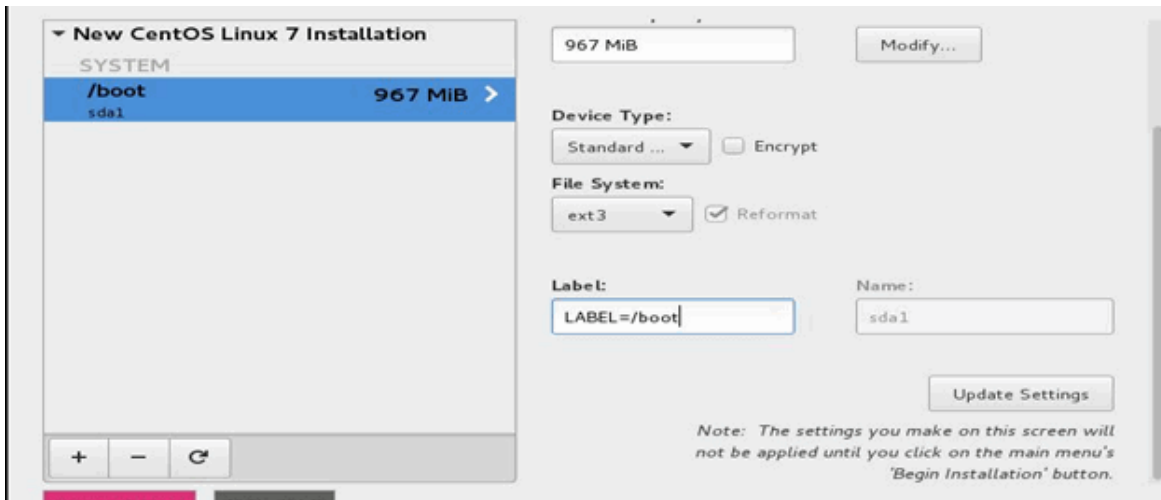 New CentOS Linux 7 Installation
SYSTEM
/boot 967 MiB
sda1
967 MiB Modify...
Device Type:
Standard ... Encrypt
File System:
ext3 Reformat
Label: Name:
LABEL=/boot sda1
Update Settings
Note: The settings you make on this screen will
not be applied until you click on the main menu's
'Begin Installation' button.